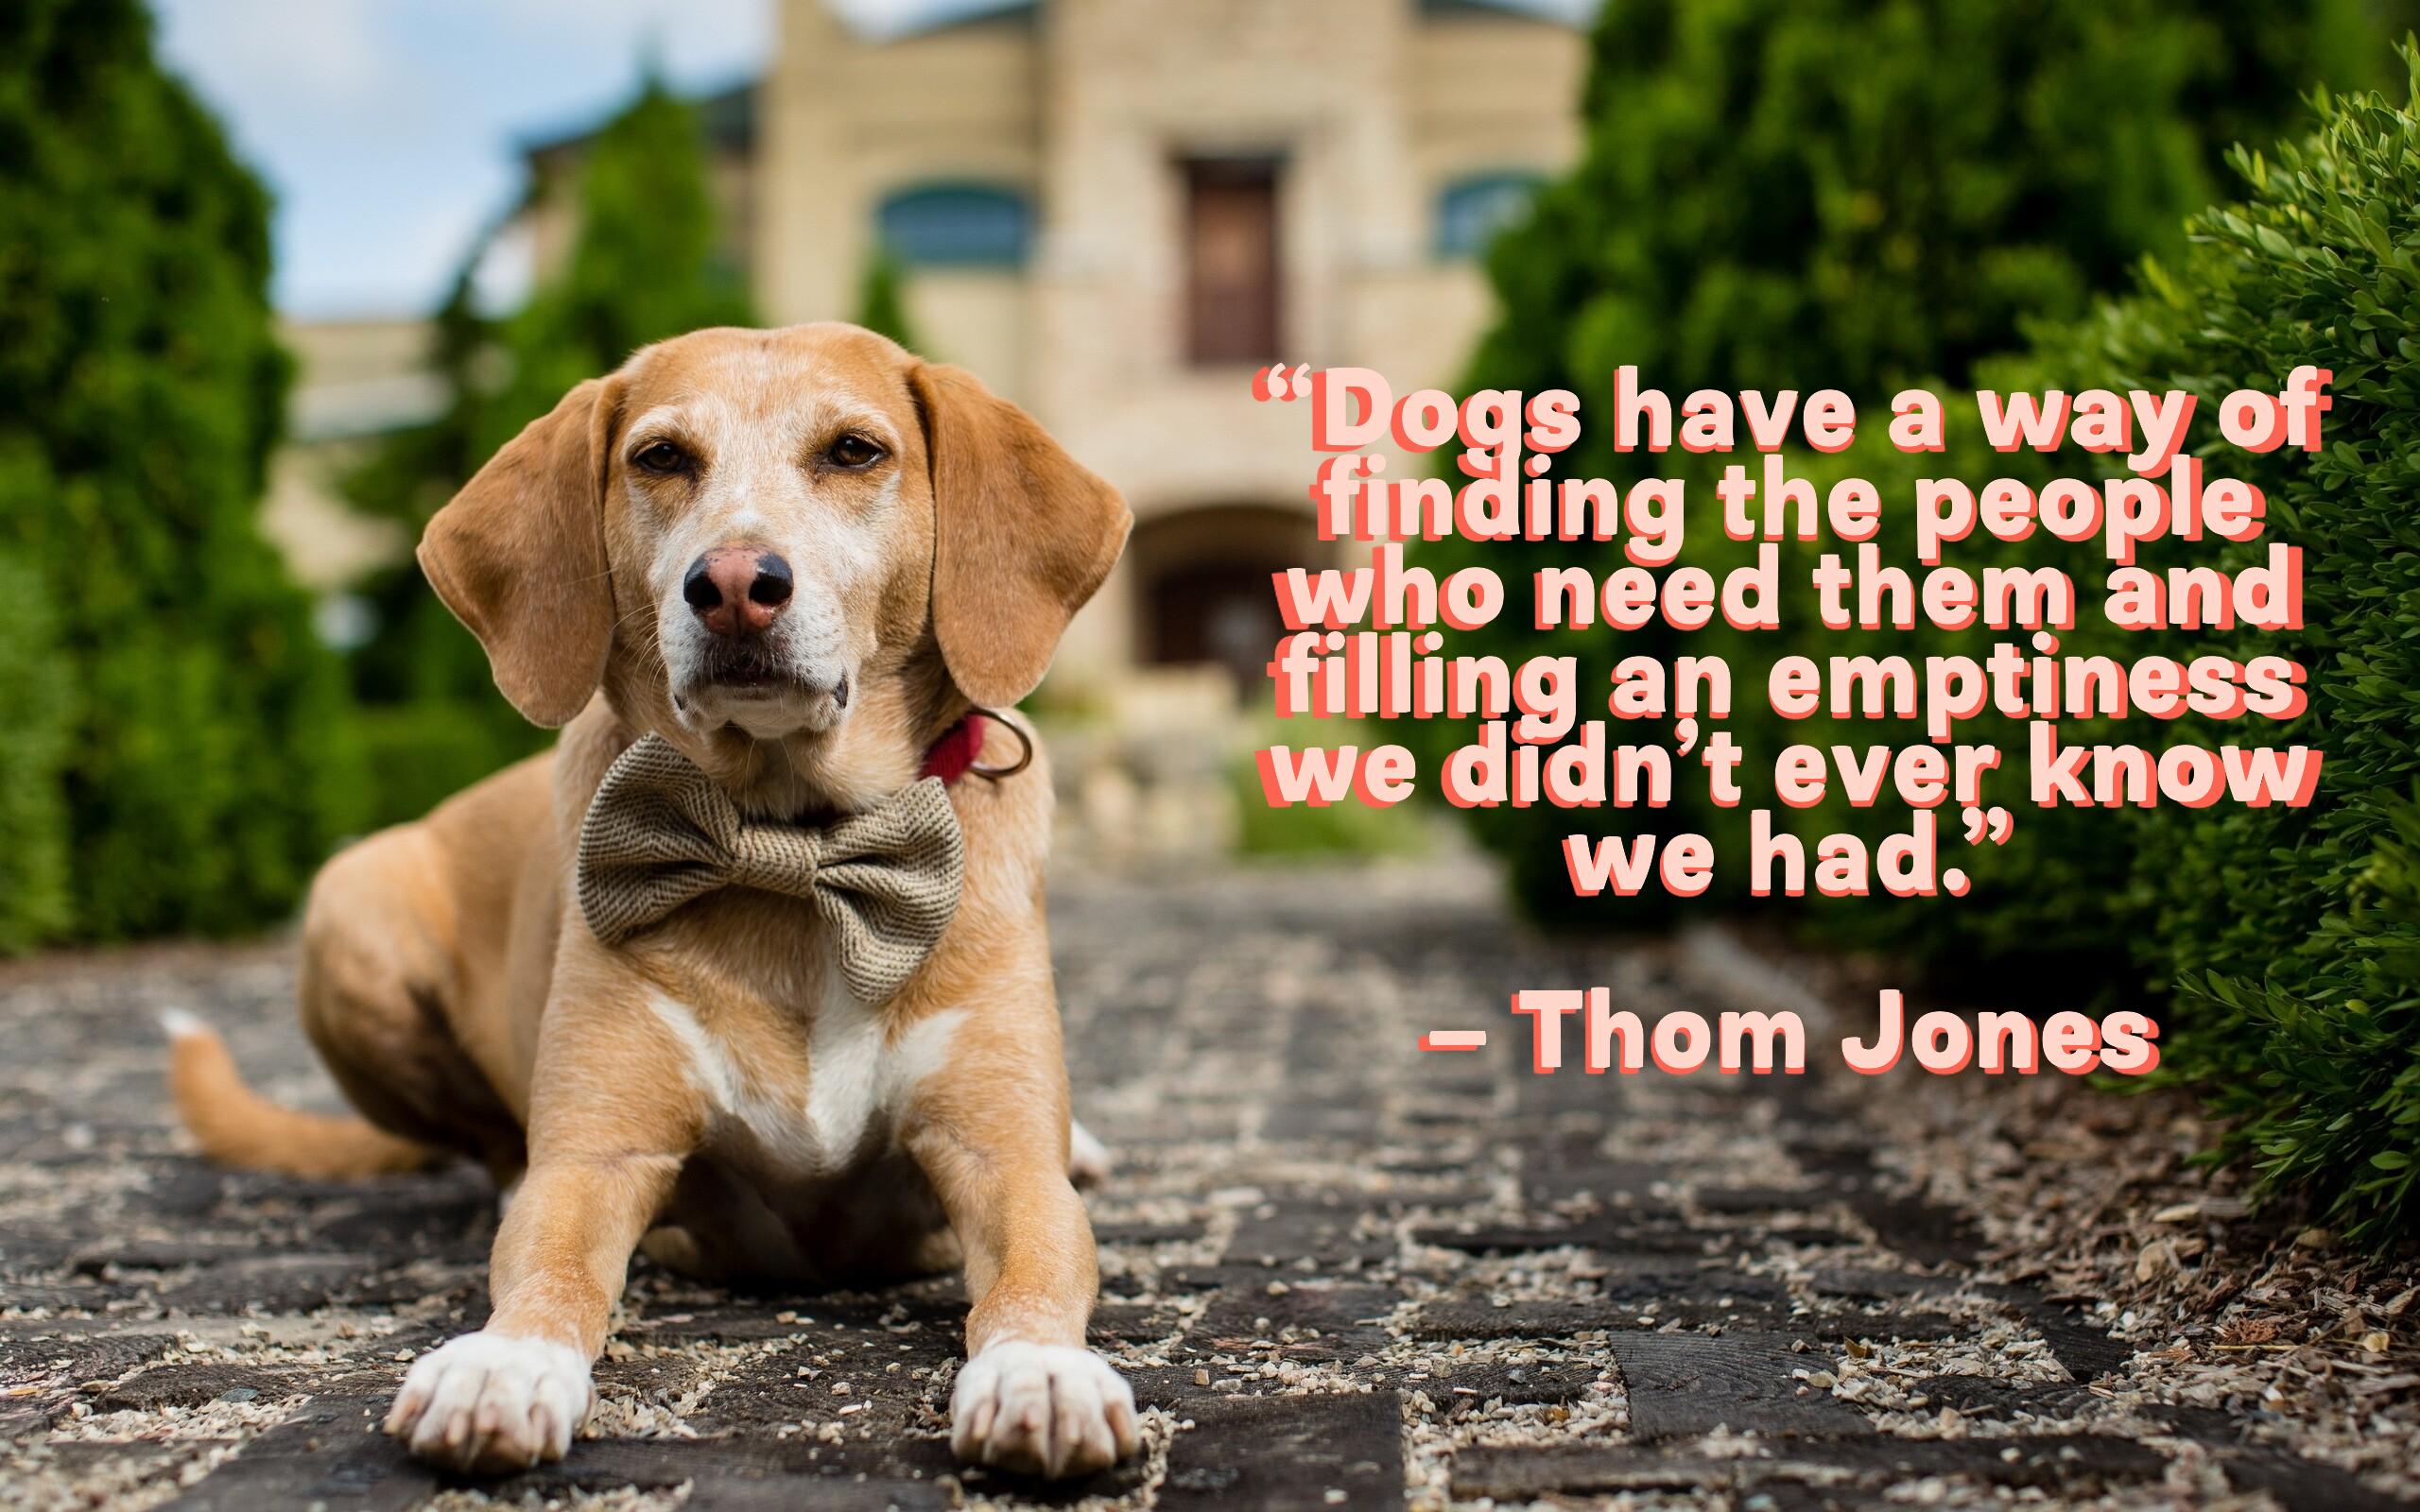 “Dogs have a way of
finding the people
who need them and
filling an emptiness
we didn’t ever know
we had.”
– Thom Jones